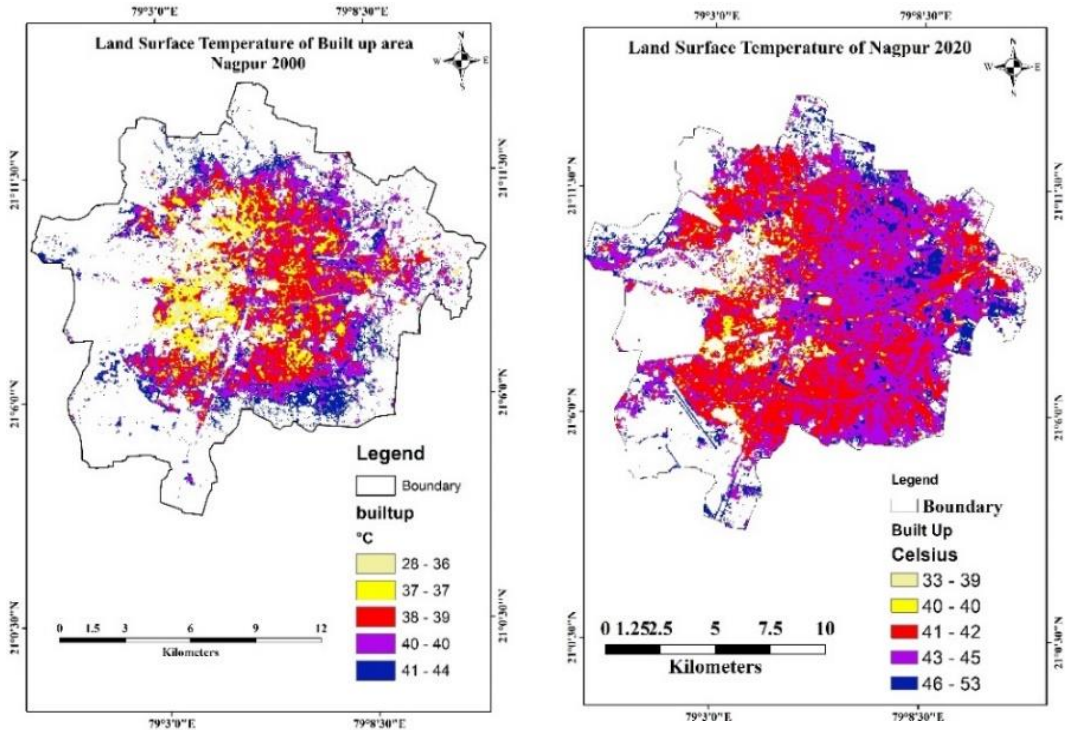 79°3'0"E
79°8'30"E
Land Surface Temperature of Built up area
Nagpur 2000
N
W
E
S
21°11'30"N
21°11'30"N
21°6'0"N
21°6'0"N
21°0'30"N
21°0'30"N
Legend
Boundary
builtup
°C
28 - 36
37 - 37
38 - 39
40 - 40
41 - 44
0 1.5 3 6 9 12
Kilometers
79°3'0"E
79°8'30"E
79°3'0"E
79°8'30"E
Land Surface Temperature of Nagpur 2020
N
W
E
S
21°11'30"N
21°11'30"N
21°6'0"N
21°6'0"N
21°0'30"N
21°0'30"N
Legend
Boundary
Built Up
Celsius
33 - 39
40 - 40
41 - 42
43 - 45
46 - 53
0 1.252.5 5 7.5 10
Kilometers
79°3'0"E
79°8'30"E